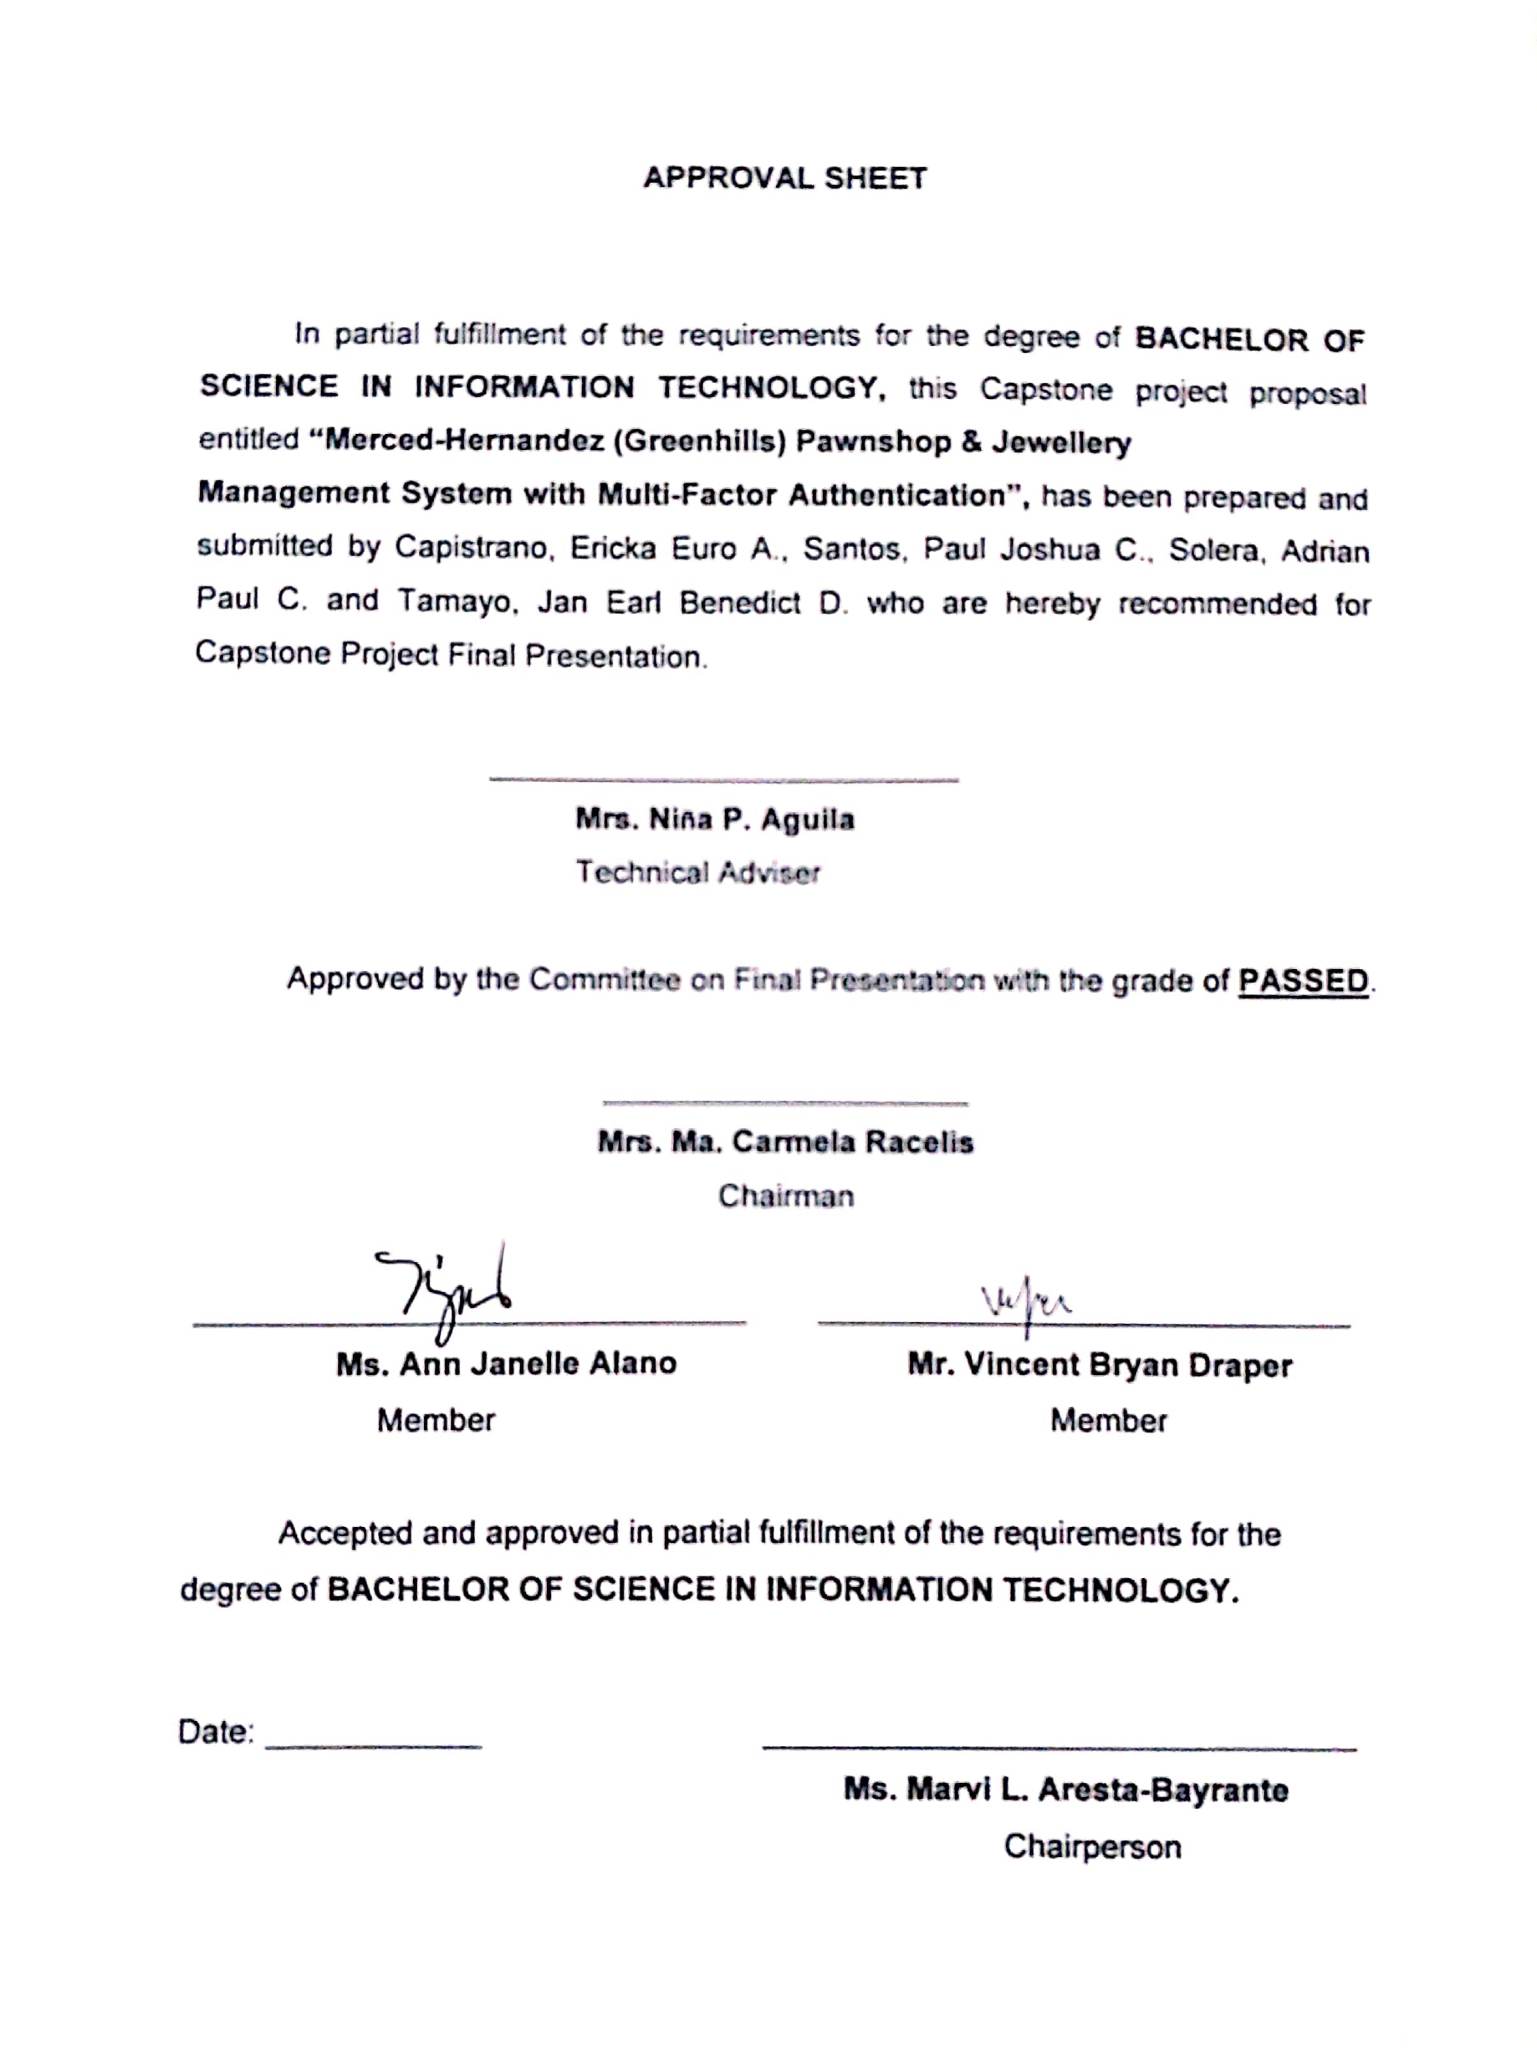 APPROVAL SHEET
In partial fulfillment of the requirements for the degree of BACHELOR OF
SCIENCE IN INFORMATION TECHNOLOGY, this Capstone project proposal
entitled “Merced-Hernandez (Greenhills) Pawnshop & Jewellery
Management System with Multi-Factor Authentication”, has been prepared and
submitted by Capistrano, Ericka Euro A., Santos, Paul Joshua C., Solera, Adrian
Paul C. and Tamayo, Jan Earl Benedict D. who are hereby recommended for
Capstone Project Final Presentation.
Mrs. Niña P. Aguila
Technical Adviser
Approved by the Committee on Final Presentation with the grade of PASSED.
Mrs. Ma. Carmela Racelis
Chairman
Ms. Ann Janelle Alano
Member
Mr. Vincent Bryan Draper
Member
Accepted and approved in partial fulfillment of the requirements for the
degree of BACHELOR OF SCIENCE IN INFORMATION TECHNOLOGY.
Date:
Ms. Marvi L. Aresta-Bayrante
Chairperson